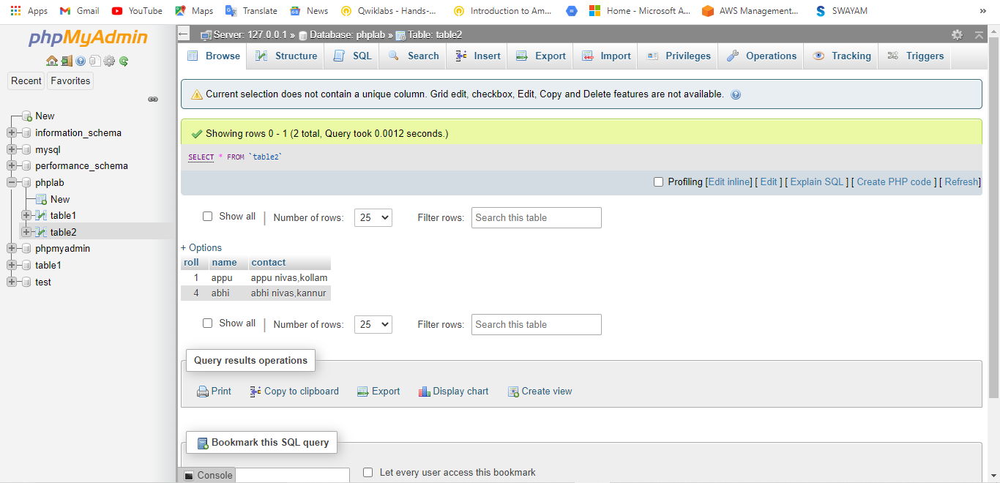 Apps Gmail YouTube Maps Translate News Qwiklabs - Hands-... Introduction to Am... Home - Microsoft A... AWS Management... SWAYAM »
phpMyAdmin
Recent Favorites
New
information_schema
mysql
performance_schema
phplab
New
table1
table2
phpmyadmin
table1
test
Server: 127.0.0.1 » Database: phplab » Table: table2
Browse Structure SQL Search Insert Export Import Privileges Operations Tracking Triggers
Current selection does not contain a unique column. Grid edit, checkbox, Edit, Copy and Delete features are not available.
Showing rows 0 - 1 (2 total, Query took 0.0012 seconds.)
SELECT * FROM `table2`
Profiling [Edit inline] [ Edit ] [ Explain SQL ] [ Create PHP code ] [ Refresh]
Show all | Number of rows: 25 Filter rows: Search this table
+ Options
roll name contact
1 appu appu nivas,kollam
4 abhi abhi nivas,kannur
Show all | Number of rows: 25 Filter rows: Search this table
Query results operations
Print Copy to clipboard Export Display chart Create view
Bookmark this SQL query
Console Let every user access this bookmark